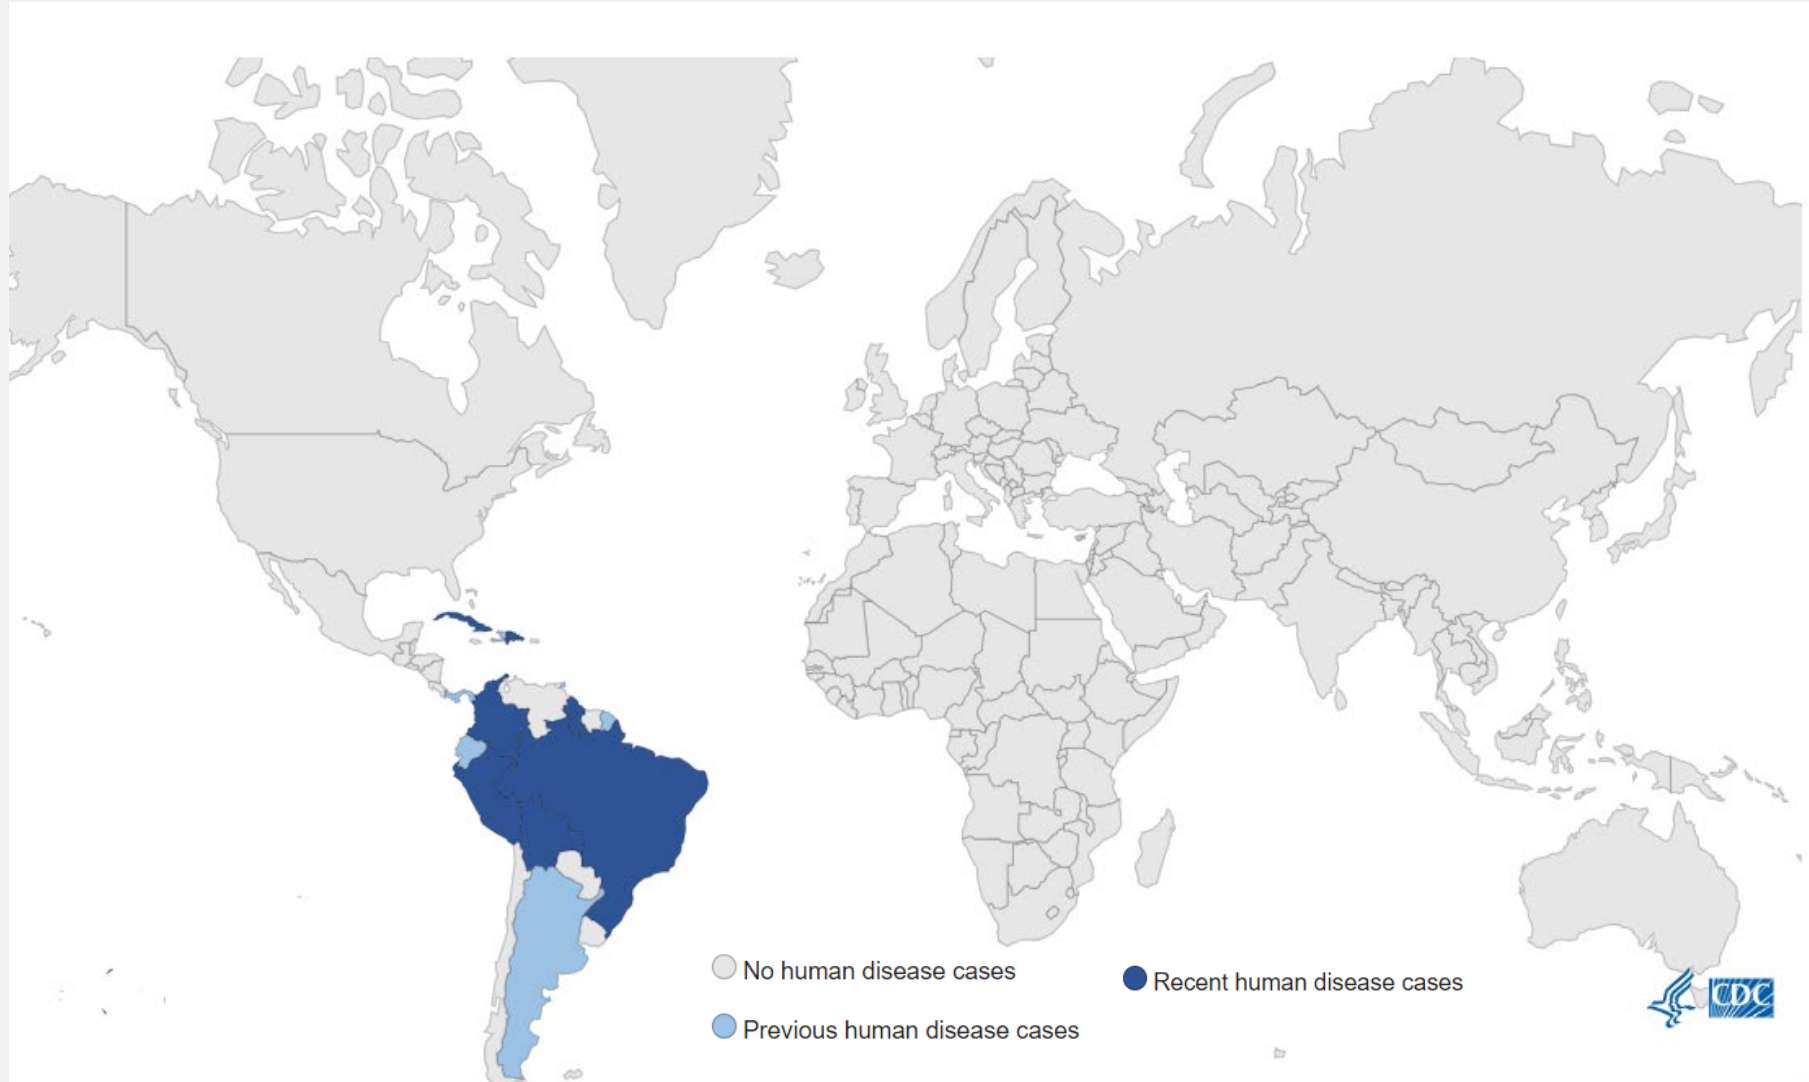 No human disease cases
Recent human disease cases
Previous human disease cases
CDC